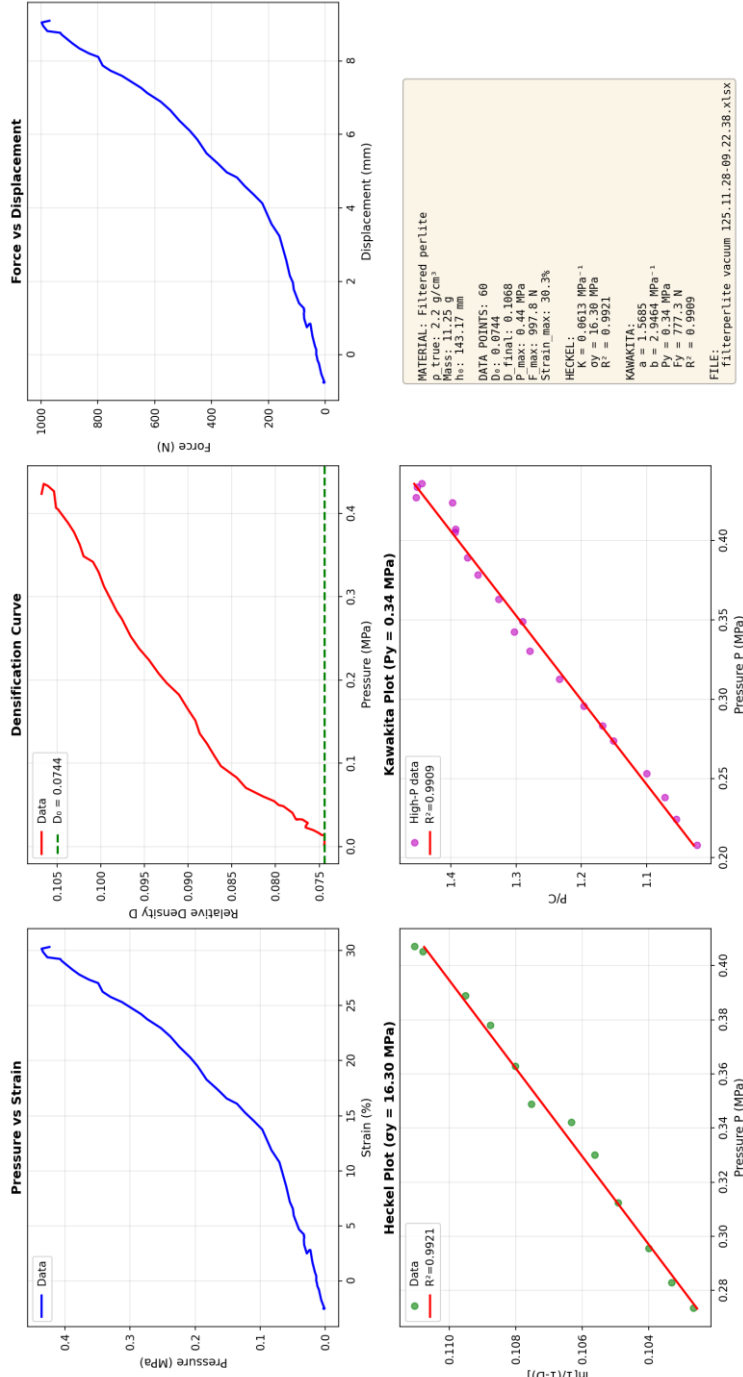 Pressure vs Strain
Data
Pressure (MPa)
0.4
0.3
0.2
0.1
0.0
0 5 10 15 20 25 30
Strain (%)
Densification Curve
Data
D₀ = 0.0744
Relative Density D
0.105
0.100
0.095
0.090
0.085
0.080
0.075
0.0 0.1 0.2 0.3 0.4
Pressure (MPa)
Force vs Displacement
Force (N)
1000
800
600
400
200
0
0 2 4 6 8
Displacement (mm)
Heckel Plot (σy = 16.30 MPa)
Data
R²=0.9921
ln[1/(1-D)]
0.110
0.108
0.106
0.104
0.28 0.30 0.32 0.34 0.36 0.38 0.40
Pressure P (MPa)
Kawakita Plot (Py = 0.34 MPa)
High-P data
R²=0.9909
P/C
1.4
1.3
1.2
1.1
0.20 0.25 0.30 0.35 0.40
Pressure P (MPa)
MATERIAL: Filtered perlite
ρ_true: 2.2 g/cm³
Mass: 11.25 g
h₀: 143.17 mm
DATA POINTS: 60
D₀: 0.0744
D_final: 0.1068
P_max: 0.44 MPa
F_max: 997.8 N
Strain_max: 30.3%
HECKEL:
K = 0.0613 MPa⁻¹
σy = 16.30 MPa
R² = 0.9921
KAWAKITA:
a = 1.5685
b = 2.9464 MPa⁻¹
Py = 0.34 MPa
Fy = 777.3 N
R² = 0.9909
FILE:
filterperlite vacuum 125.11.28-09.22.38.xlsx